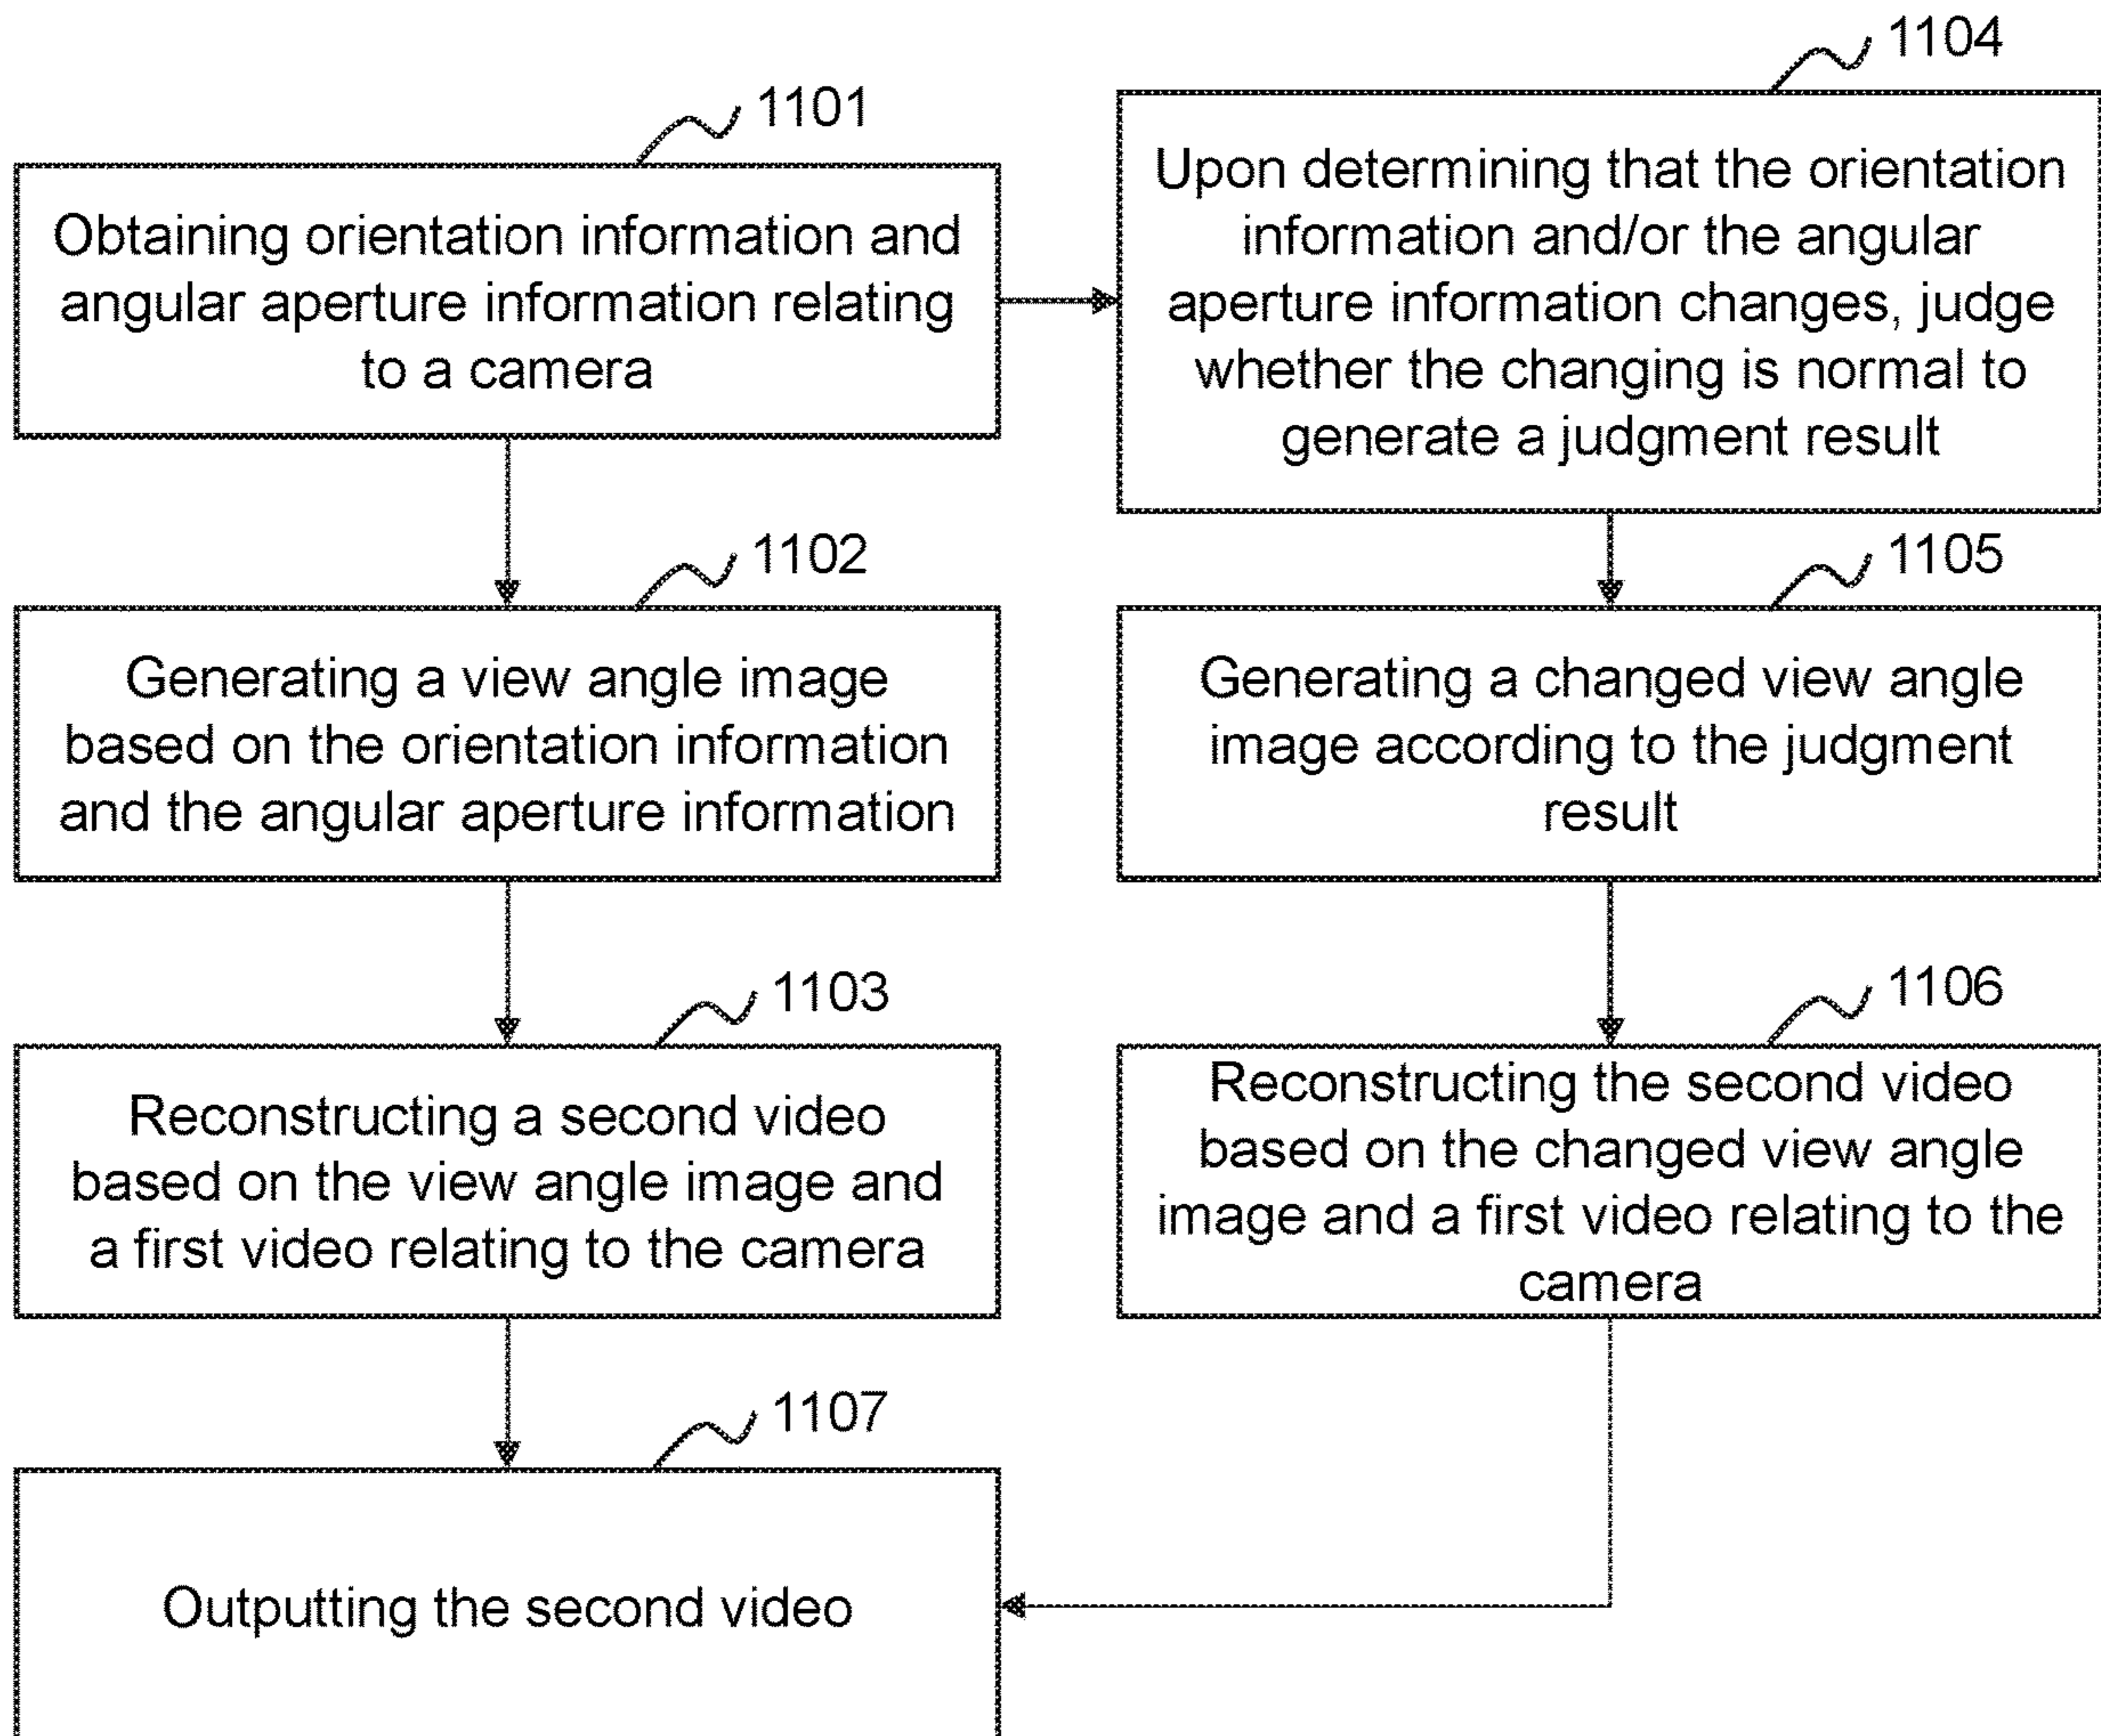 1101
Obtaining orientation information and
angular aperture information relating
to a camera
1102
Generating a view angle image
based on the orientation information
and the angular aperture information
1103
Reconstructing a second video
based on the view angle image and
a first video relating to the camera
1104
Upon determining that the orientation
information and/or the angular
aperture information changes, judge
whether the changing is normal to
generate a judgment result
1105
Generating a changed view angle
image according to the judgment
result
1106
Reconstructing the second video
based on the changed view angle
image and a first video relating to the
camera
1107
Outputting the second video